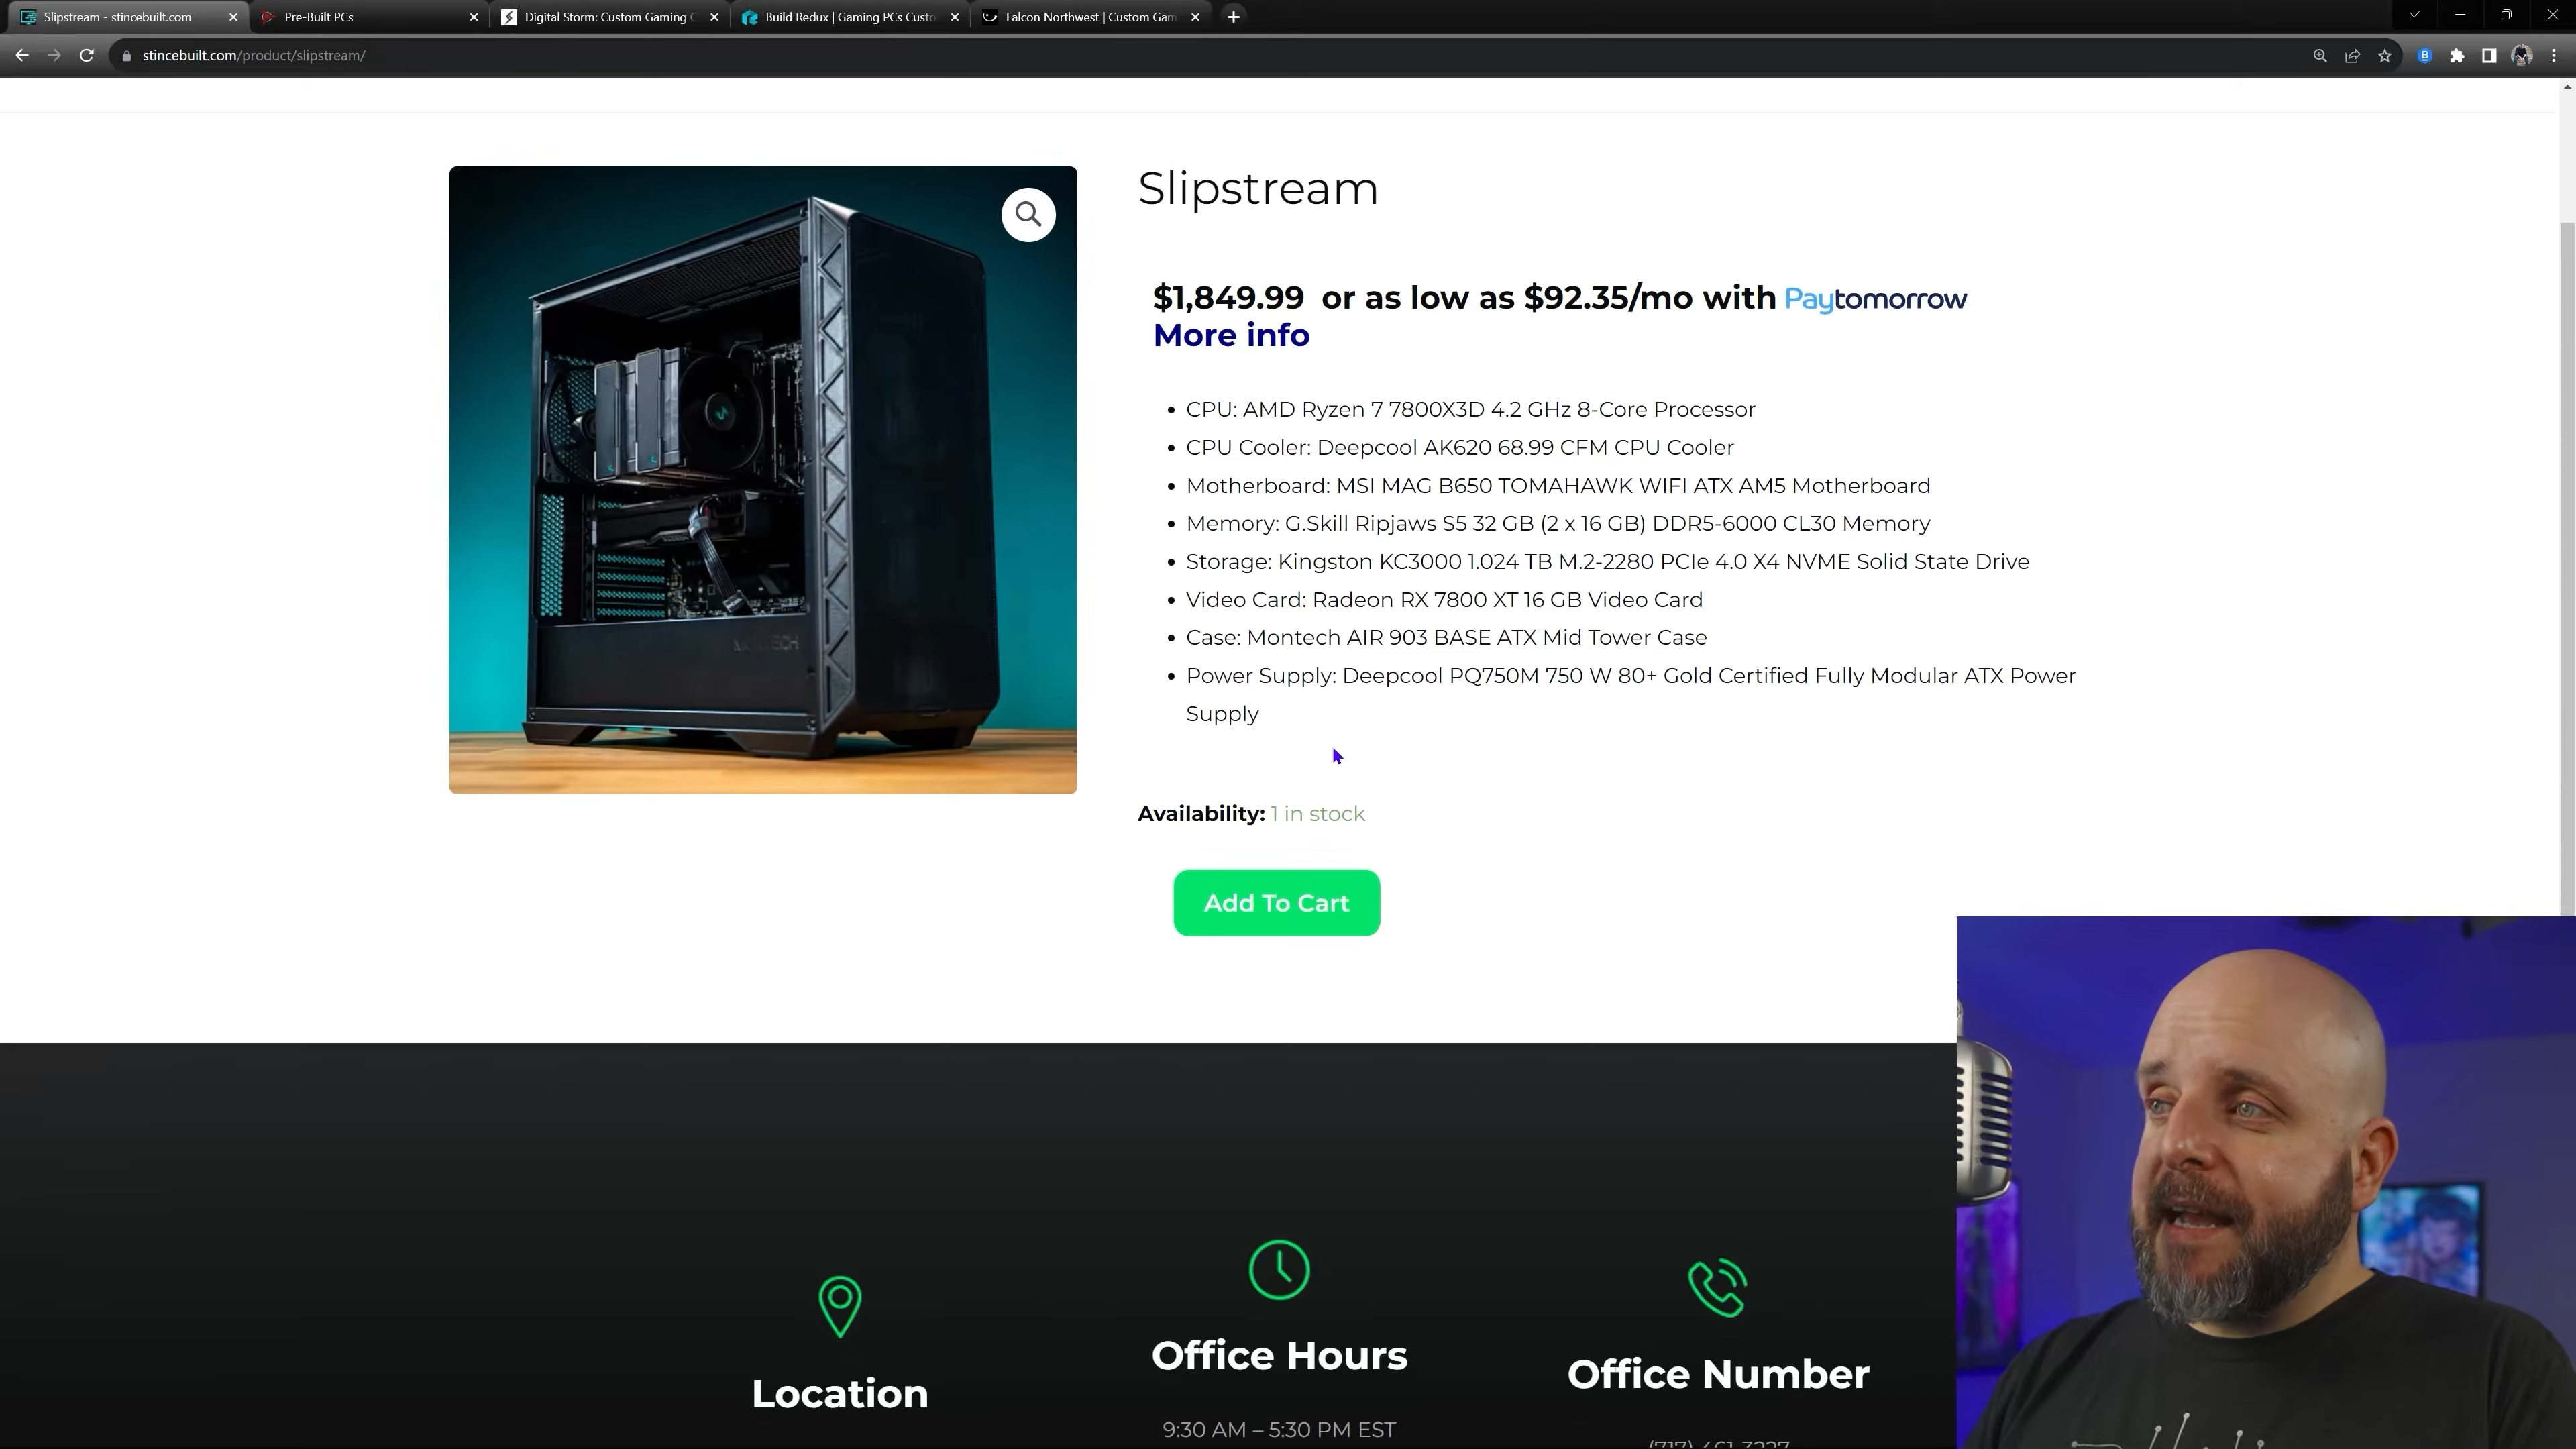 Slipstream - stincebuilt.com
Pre-Built PCs
Digital Storm: Custom Gaming C
Build Redux | Gaming PCs Custo
Falcon Northwest | Custom Gam
stincebuilt.com/product/slipstream/
Slipstream
$1,849.99 or as low as $92.35/mo with Paytomorrow
More info
• CPU: AMD Ryzen 7 7800X3D 4.2 GHz 8-Core Processor
• CPU Cooler: Deepcool AK620 68.99 CFM CPU Cooler
• Motherboard: MSI MAG B650 TOMAHAWK WIFI ATX AM5 Motherboard
• Memory: G.Skill Ripjaws S5 32 GB (2 x 16 GB) DDR5-6000 CL30 Memory
• Storage: Kingston KC3000 1.024 TB M.2-2280 PCIe 4.0 X4 NVME Solid State Drive
• Video Card: Radeon RX 7800 XT 16 GB Video Card
• Case: Montech AIR 903 BASE ATX Mid Tower Case
• Power Supply: Deepcool PQ750M 750 W 80+ Gold Certified Fully Modular ATX Power
Supply
Availability: 1 in stock
Add To Cart
Location
Office Hours
9:30 AM – 5:30 PM EST
Office Number